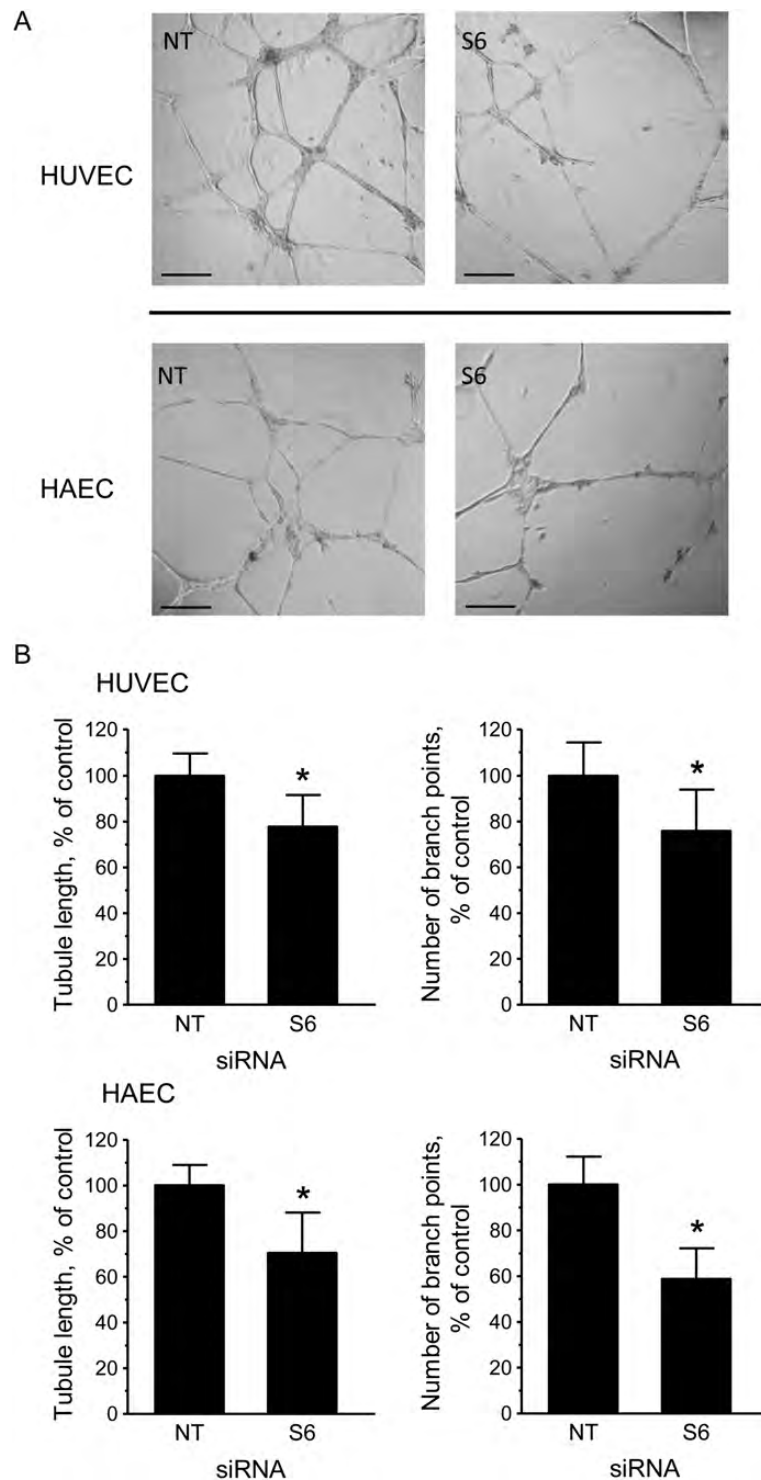 A
NT
S6
HUVEC
NT
S6
HAEC
B
HUVEC
Tubule length, % of control
120
100
80
60
40
20
0
*
NT
S6
siRNA
Number of branch points,
% of control
120
100
80
60
40
20
0
*
NT
S6
siRNA
HAEC
Tubule length, % of control
120
100
80
60
40
20
0
*
NT
S6
siRNA
Number of branch points,
% of control
120
100
80
60
40
20
0
*
NT
S6
siRNA